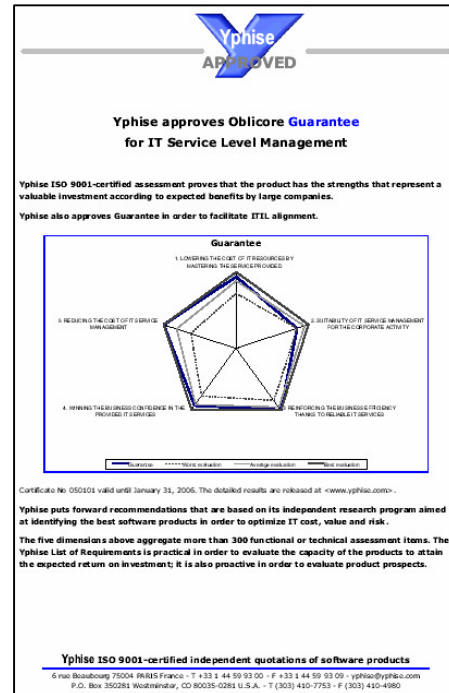 Yphise
APPROVED
Yphise approves Oblicore Guarantee
for IT Service Level Management
Yphise ISO 9001-certified assessment proves that the product has the strengths that represent a
valuable investment according to expected benefits by large companies.
Yphise also approves Guarantee in order to facilitate ITIL alignment.
Guarantee
1. LOWERING THE COST OF IT RESOURCES BY
MASTERING THE SERVICE PROVIDED
5. REDUCING THE COST OF IT SERVICE
MANAGEMENT
2. SUITABILITY OF IT SERVICE MANAGEMENT
FOR THE CORPORATE ACTIVITY
4. WINNING THE BUSINESS CONFIDENCE IN THE
PROVIDED IT SERVICES
3. REINFORCING THE BUSINESS EFFICIENCY
THANKS TO RELIABLE IT SERVICES
Guarantee Worst evaluation Average evaluation Best evaluation
Certificate No 050101 valid until January 31, 2006. The detailed results are released at <www.yphise.com>.
Yphise puts forward recommendations that are based on its independent research program aimed
at identifying the best software products in order to optimize IT cost, value and risk.
The five dimensions above aggregate more than 300 functional or technical assessment items. The
Yphise List of Requirements is practical in order to evaluate the capacity of the products to attain
the expected return on investment; it is also proactive in order to evaluate product prospects.
Yphise ISO 9001-certified independent quotations of software products
6 rue Beaubourg 75004 PARIS France - T +33 1 44 59 93 00 - F +33 1 44 59 93 09 - yphise@yphise.com
P.O. Box 350281 Westminster, CO 80035-0281 U.S.A. - T (303) 410-7753 - F (303) 410-4980